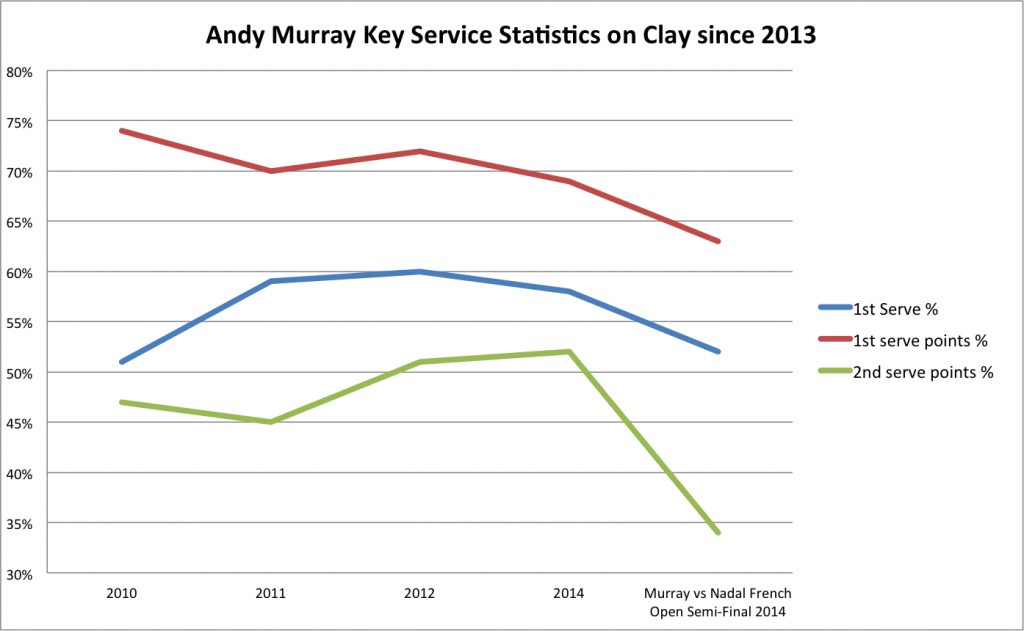 Andy Murray Key Service Statistics on Clay since 2013
80%
75%
70%
65%
60%
55%
50%
45%
40%
35%
30%
2010
2011
2012
2014
Murray vs Nadal French
Open Semi-Final 2014
1st Serve %
1st serve points %
2nd serve points %